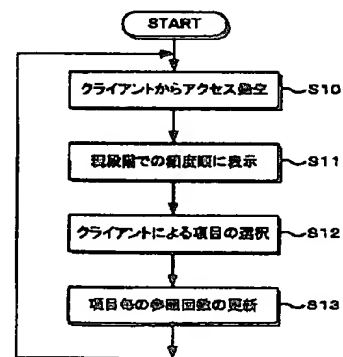 START
クライアントからアクセス発生
S10
現段階での頻度順に表示
S11
クライアントによる項目の選択
S12
項目毎の参照回数の更新
S13